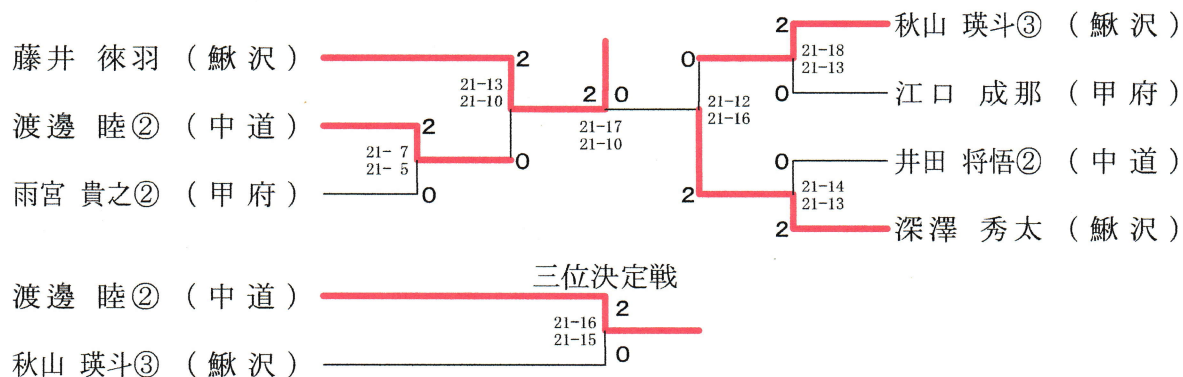 藤井 徠羽 (鰍沢)
渡邊 睦② (中道)
雨宮 貴之② (甲府)
2
21-13
21-10
0
2
21- 7
21- 5
0
2 0
21-17
21-10
秋山 瑛斗③ (鰍沢)
江口 成那 (甲府)
井田 将悟② (中道)
深澤 秀太 (鰍沢)
2
21-18
21-13
0
0
21-12
21-16
2
0
21-14
21-13
2
三位決定戦
渡邊 睦② (中道)
秋山 瑛斗③ (鰍沢)
2
21-16
21-15
0